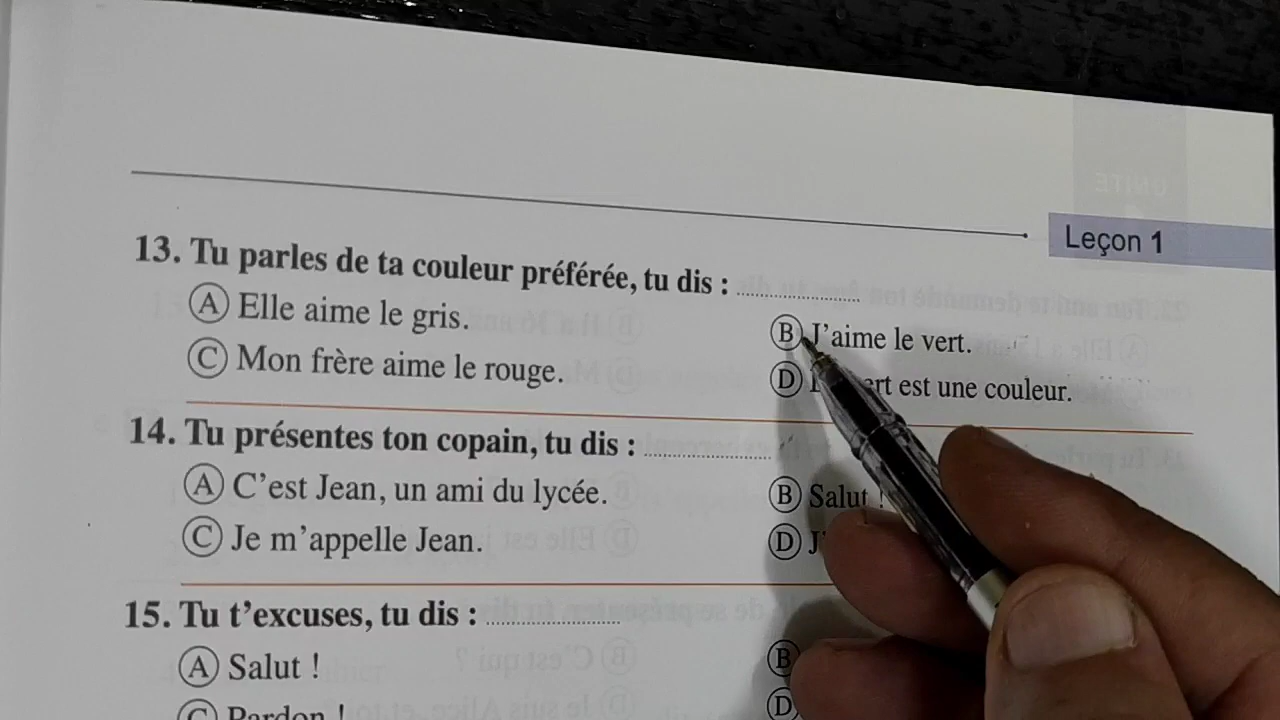 Leçon 1
13. Tu parles de ta couleur préférée, tu dis : ....................
A Elle aime le gris.
B J'aime le vert.
C Mon frère aime le rouge.
D est une couleur.
14. Tu présentes ton copain, tu dis : ....................
A C'est Jean, un ami du lycée.
B Salut !
C Je m'appelle Jean.
D
15. Tu t'excuses, tu dis : ....................
A Salut !
B
C Pardon !
D